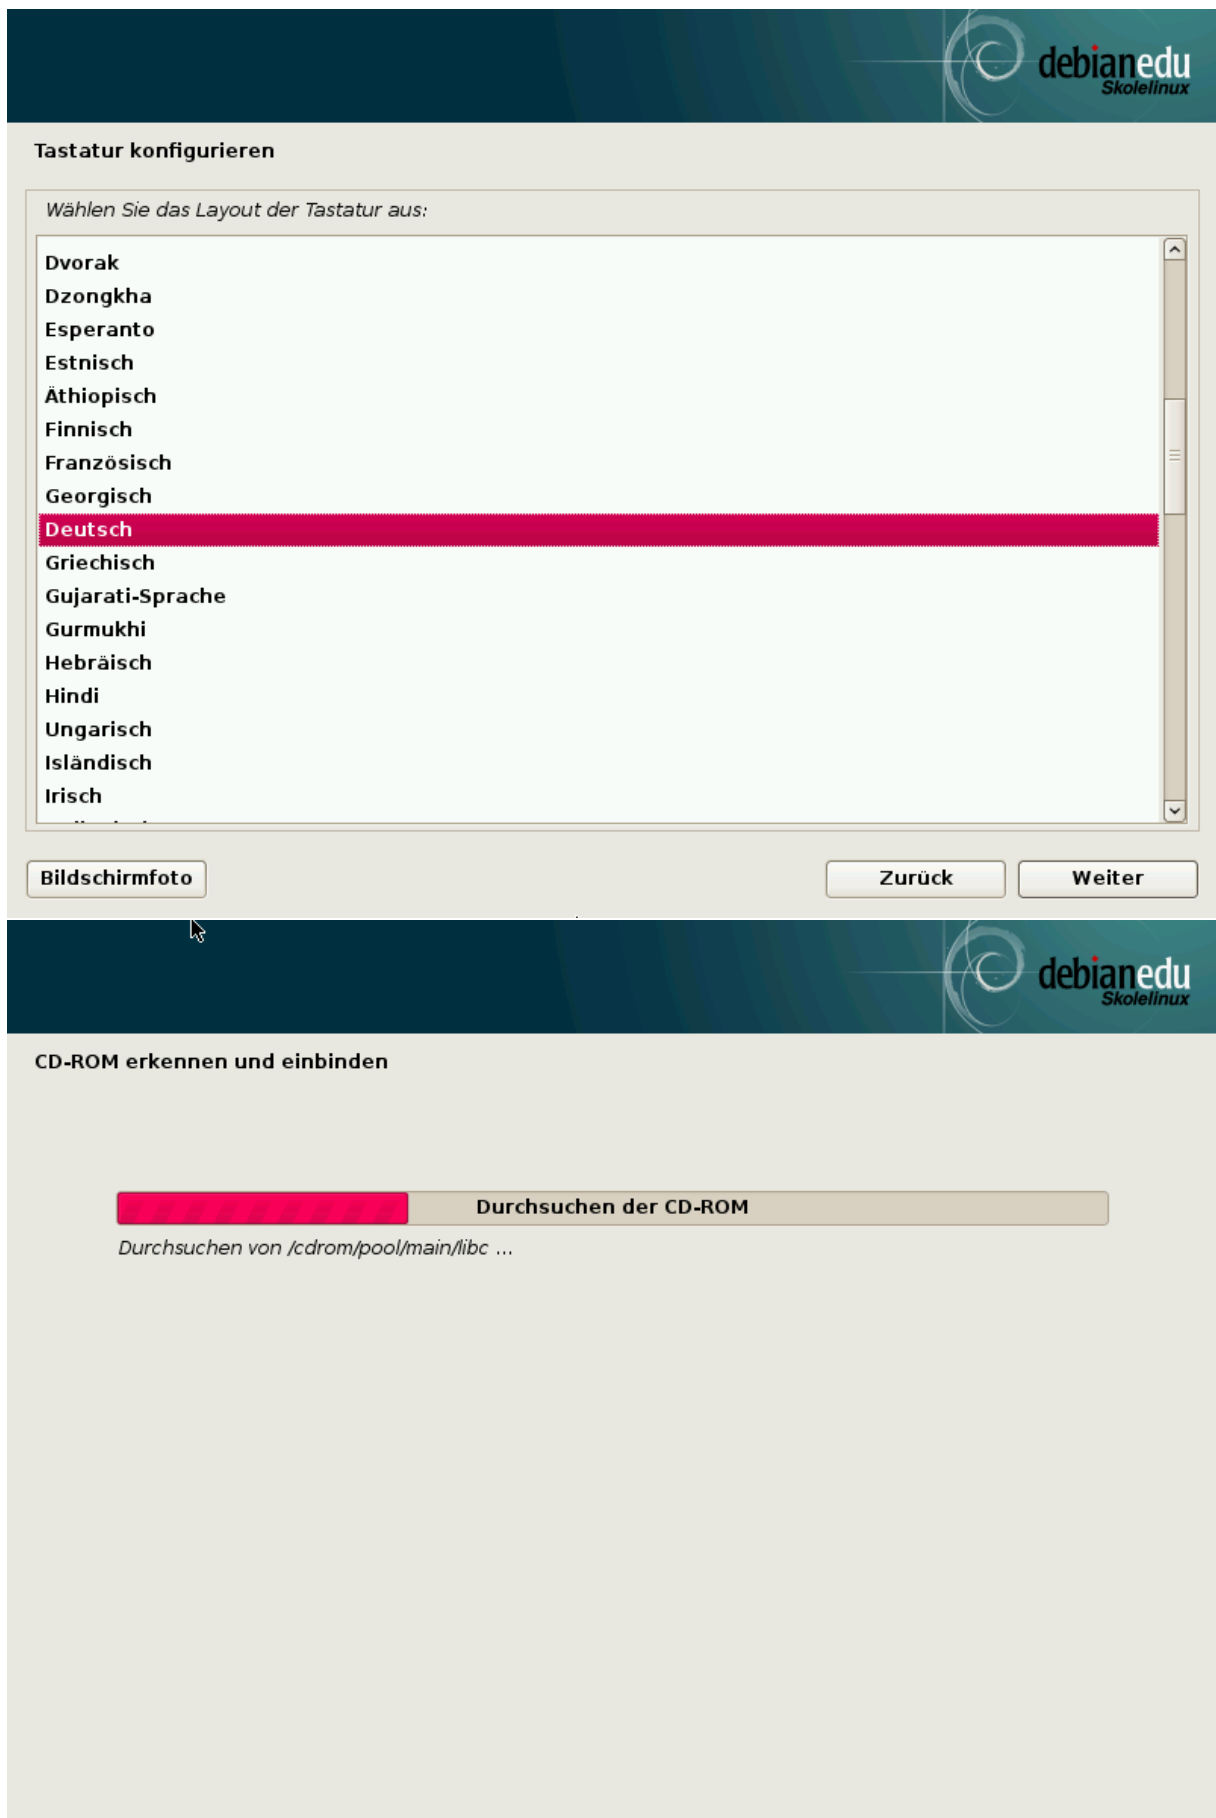 debianedu
Skolelinux
Tastatur konfigurieren
Wählen Sie das Layout der Tastatur aus:
Dvorak
Dzongkha
Esperanto
Estnisch
Äthiopisch
Finnisch
Französisch
Georgisch
Deutsch
Griechisch
Gujarati-Sprache
Gurmukhi
Hebräisch
Hindi
Ungarisch
Isländisch
Irisch
Bildschirmfoto
Zurück
Weiter
debianedu
Skolelinux
CD-ROM erkennen und einbinden
Durchsuchen der CD-ROM
Durchsuchen von /cdrom/pool/main/libc ...